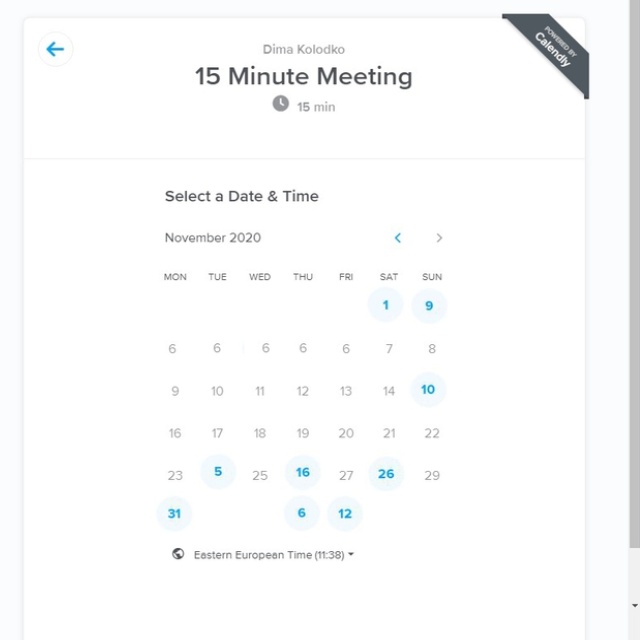 Dima Kolodko
15 Minute Meeting
15 min
POWERED BY
Calendly
Select a Date & Time
November 2020
MON TUE WED THU FRI SAT SUN
1 9
6 6 6 6 6 7 8
9 10 11 12 13 14 10
16 17 18 19 20 21 22
23 5 25 16 27 26 29
31 6 12
Eastern European Time (11:38)